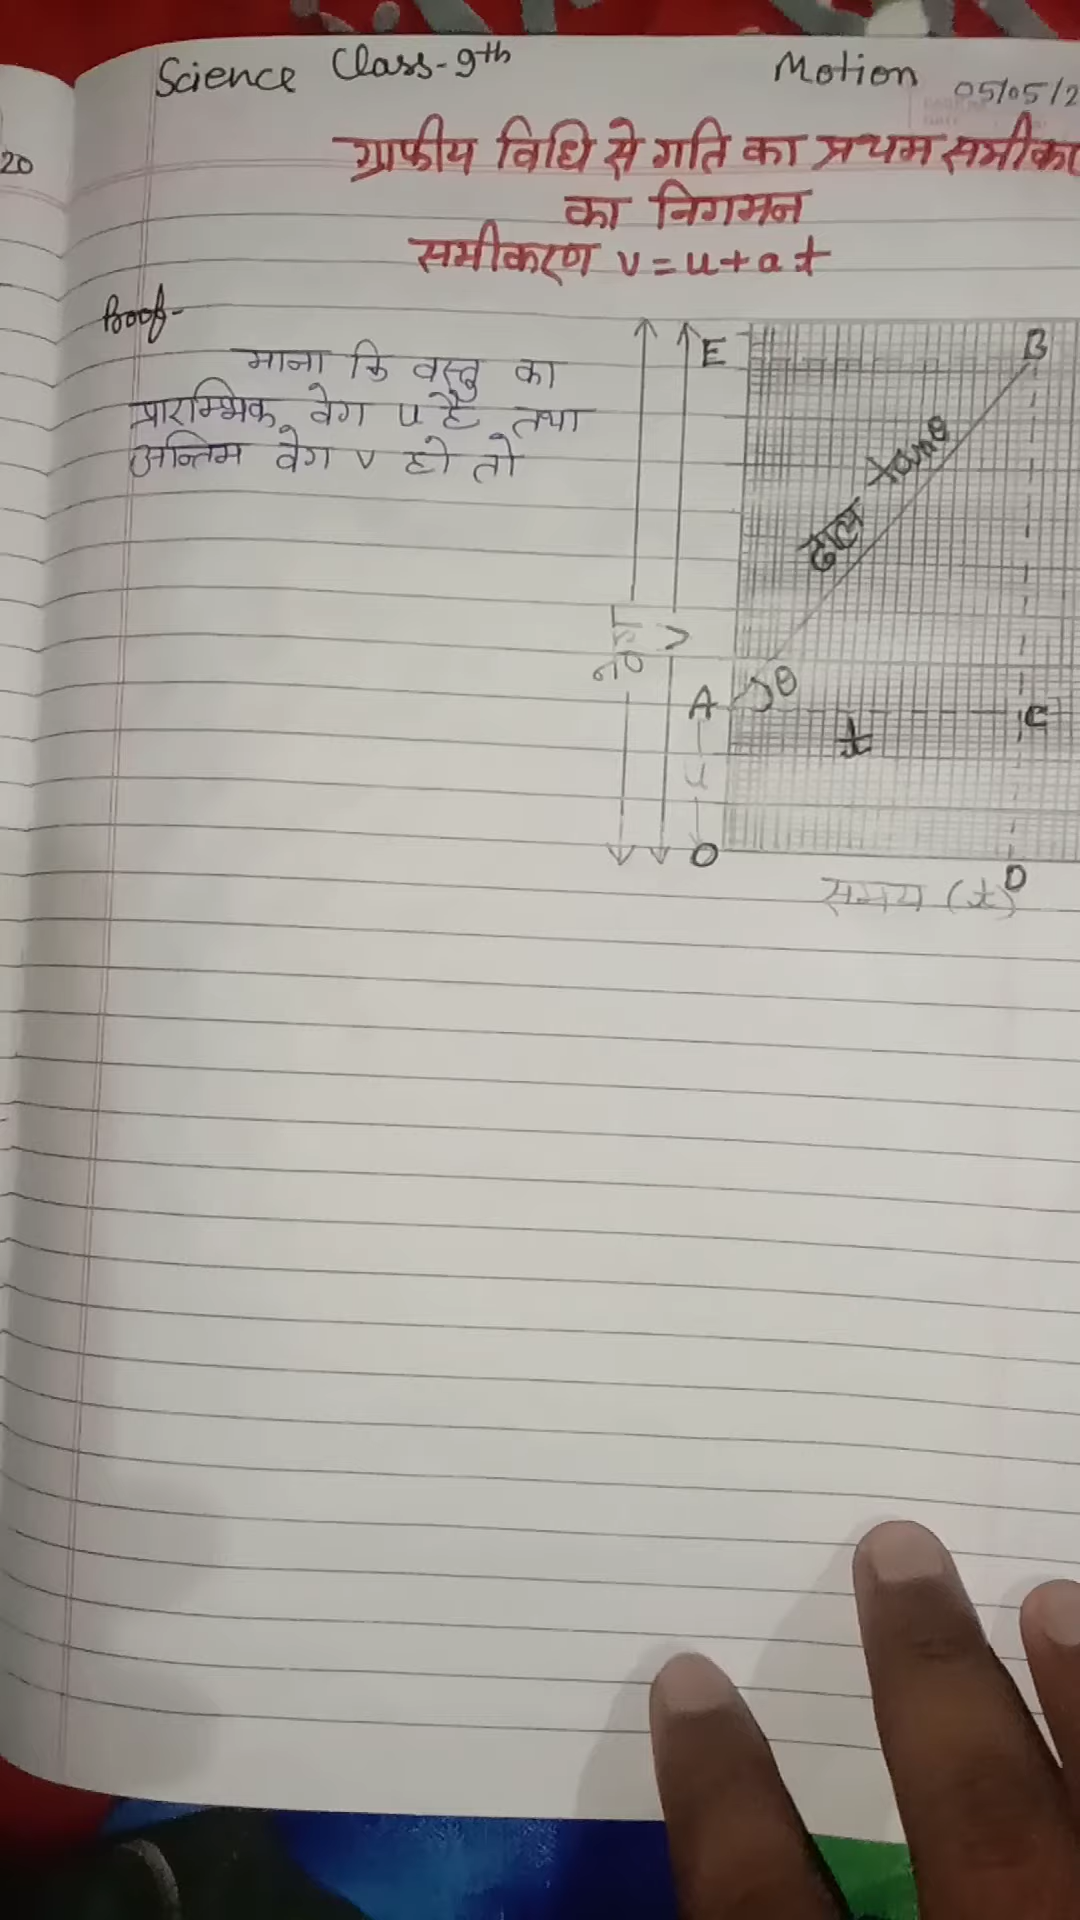 20
Science Class-9th Motion 05/05/2
ग्राफीय विधि से गति का प्रथम समीका
का निगमन
समीकरण v=u+at
Proof-
माना कि वस्तु का
प्रारम्भिक वेग u है तथा
अन्तिम वेग v हो तो
E
B
ढाल tanθ
वेग
v
A
θ
C
t
u
O
D
समय (t)